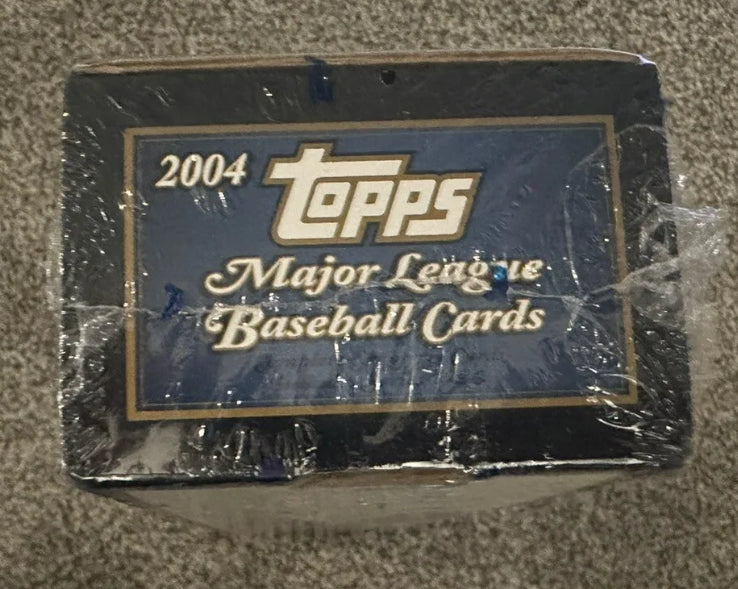 2004 Topps
Major League
Baseball Cards